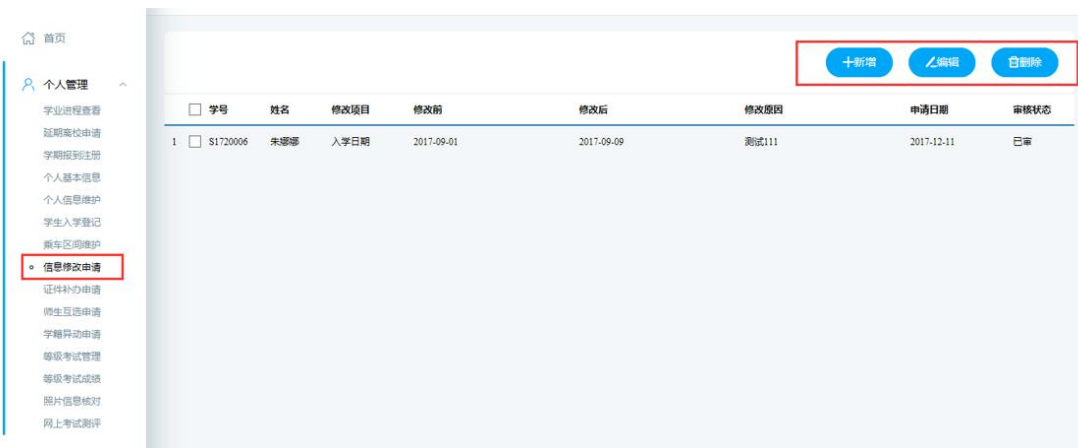 首页
个人管理
学业进程查看
延期离校申请
学期报到注册
个人基本信息
个人信息维护
学生入学登记
乘车区间维护
信息修改申请
证件补办申请
师生互选申请
学籍异动申请
等级考试管理
等级考试成绩
照片信息核对
网上考试测评
新增 编辑 删除
学号 姓名 修改项目 修改前 修改后 修改原因 申请日期 审核状态
1 S1720006 朱娜娜 入学日期 2017-09-01 2017-09-09 测试111 2017-12-11 已审